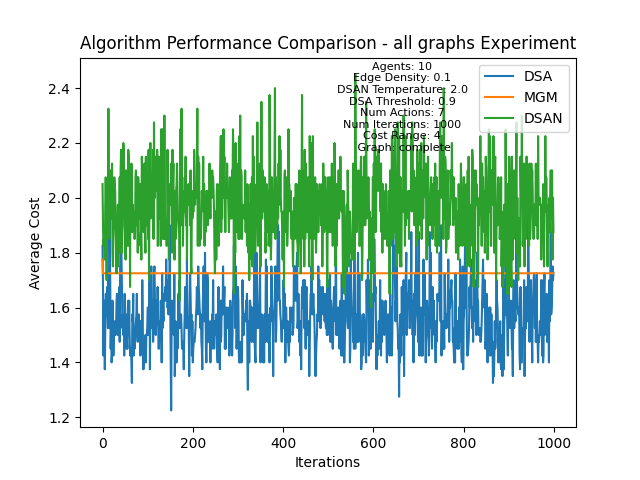 Algorithm Performance Comparison - all graphs Experiment
Agents: 10
Edge Density: 0.1
DSAN Temperature: 2.0
DSA Threshold: 0.9
Num Actions: 7
Num Iterations: 1000
Cost Range: 4
Graph: complete
DSA
MGM
DSAN
Average Cost
2.4
2.2
2.0
1.8
1.6
1.4
1.2
0
200
400
600
800
1000
Iterations